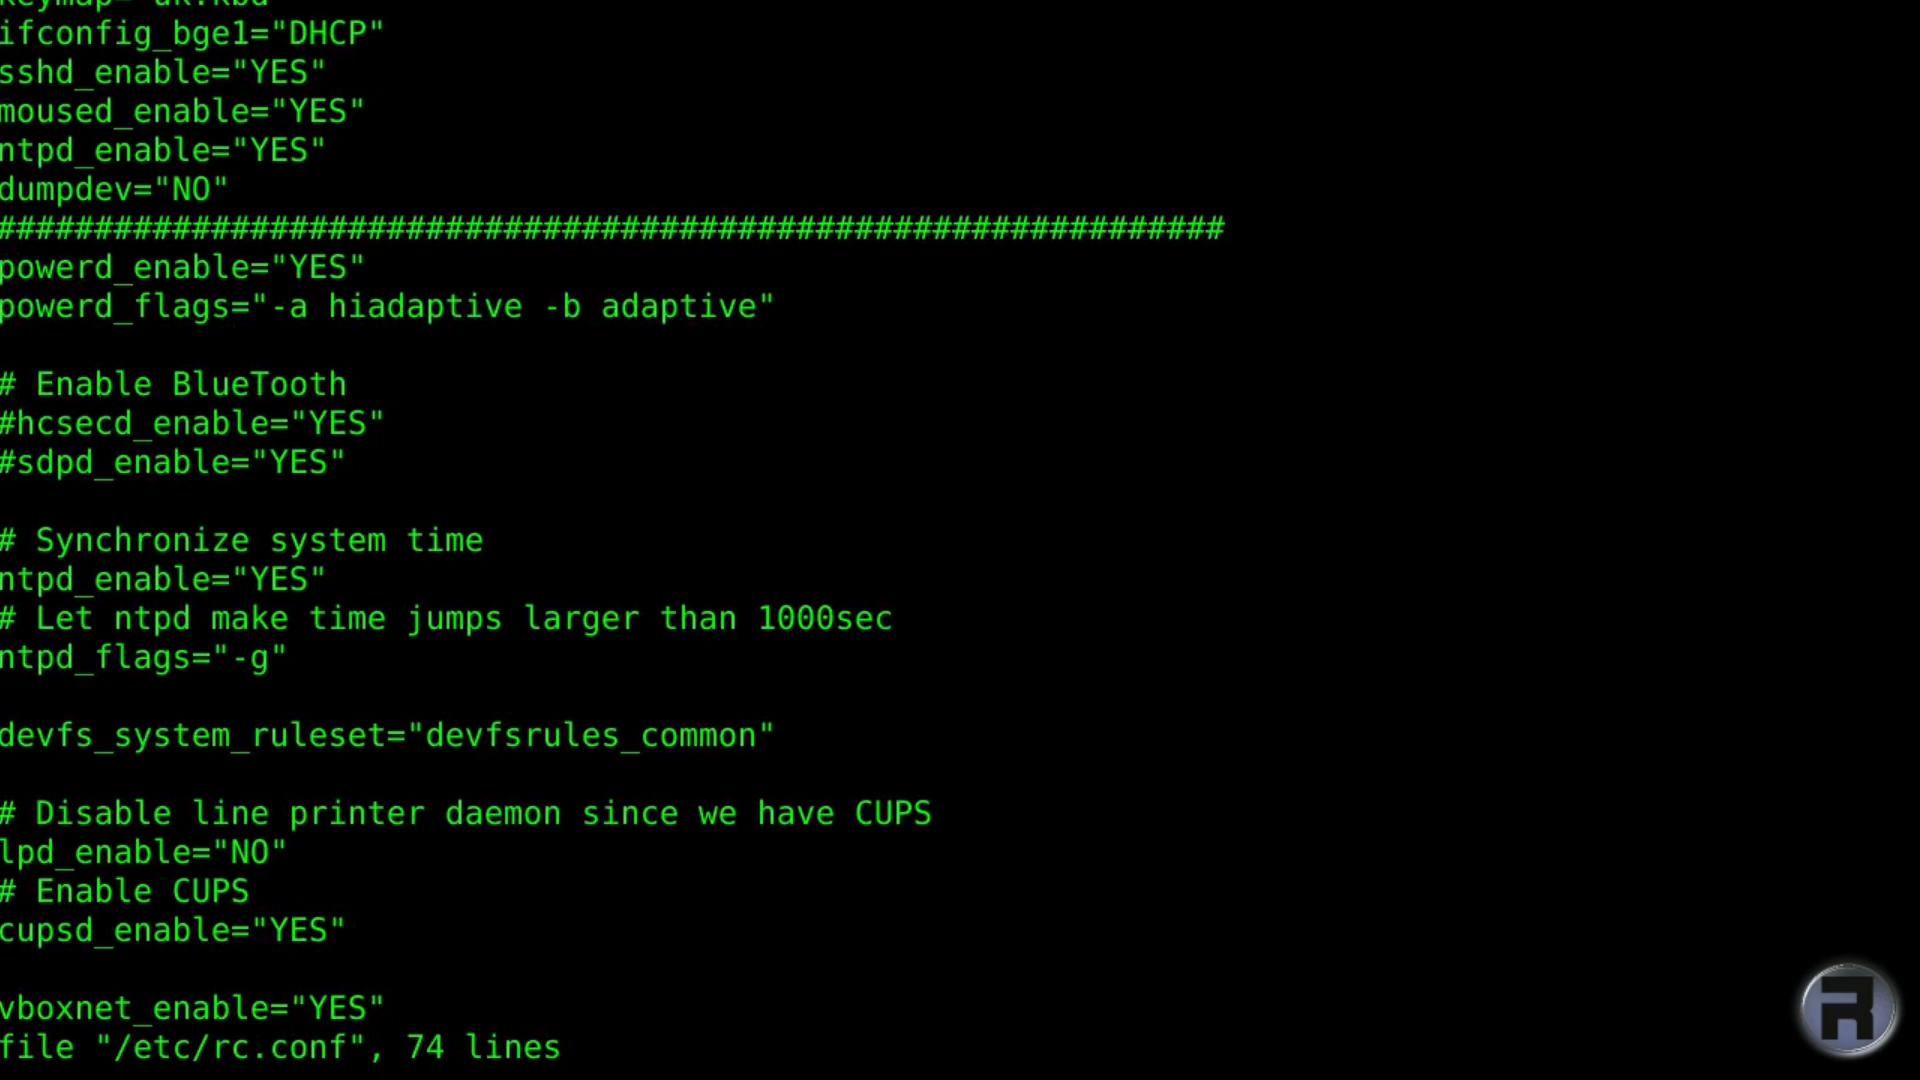 keymap="uk.kbd"
ifconfig_bge1="DHCP"
sshd_enable="YES"
moused_enable="YES"
ntpd_enable="YES"
dumpdev="NO"
###############################################################
powerd_enable="YES"
powerd_flags="-a hiadaptive -b adaptive"
# Enable BlueTooth
#hcsecd_enable="YES"
#sdpd_enable="YES"
# Synchronize system time
ntpd_enable="YES"
# Let ntpd make time jumps larger than 1000sec
ntpd_flags="-g"
devfs_system_ruleset="devfsrules_common"
# Disable line printer daemon since we have CUPS
lpd_enable="NO"
# Enable CUPS
cupsd_enable="YES"
vboxnet_enable="YES"
file "/etc/rc.conf", 74 lines
R